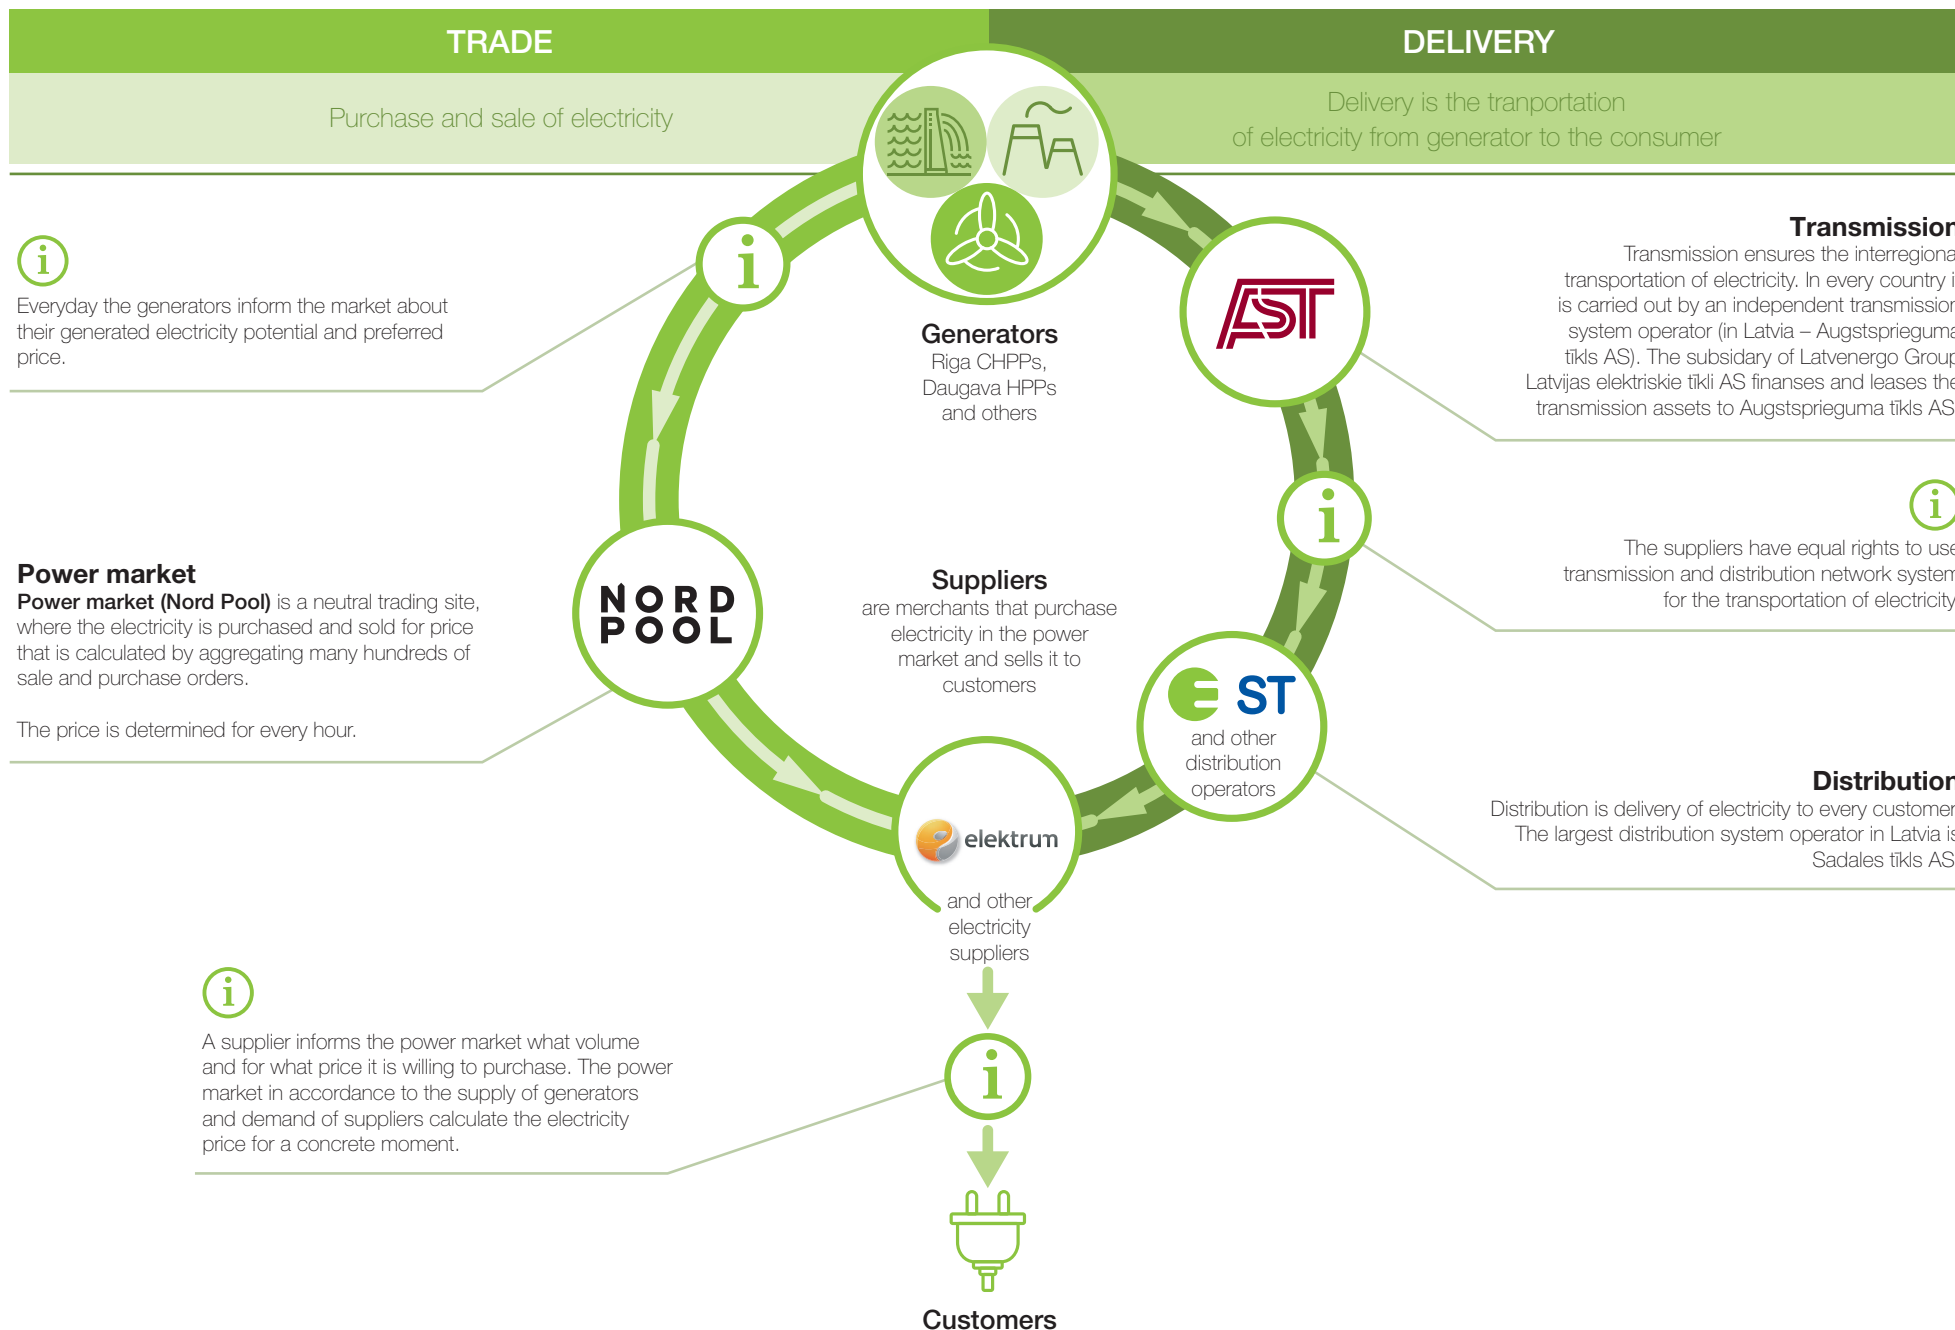 TRADE
DELIVERY
Purchase and sale of electricity
Delivery is the tranportation
of electricity from generator to the consumer
i
Everyday the generators inform the market about
their generated electricity potential and preferred
price.
i
Generators
Riga CHPPs,
Daugava HPPs
and others
AST
Transmission
Transmission ensures the interregional
transportation of electricity. In every country i
is carried out by an independent transmission
system operator (in Latvia – Augstsprieguma
tīkls AS). The subsidary of Latvenergo Group
Latvijas elektriskie tīkli AS finanses and leases the
transmission assets to Augstsprieguma tīkls AS
i
i
The suppliers have equal rights to use
transmission and distribution network system
for the transportation of electricity
Power market
Power market (Nord Pool) is a neutral trading site,
where the electricity is purchased and sold for price
that is calculated by aggregating many hundreds of
sale and purchase orders.
The price is determined for every hour.
NORD
POOL
Suppliers
are merchants that purchase
electricity in the power
market and sells it to
customers
ST
and other
distribution
operators
Distribution
Distribution is delivery of electricity to every customer
The largest distribution system operator in Latvia is
Sadales tīkls AS
elektrum
and other
electricity
suppliers
i
A supplier informs the power market what volume
and for what price it is willing to purchase. The power
market in accordance to the supply of generators
and demand of suppliers calculate the electricity
price for a concrete moment.
i
Customers